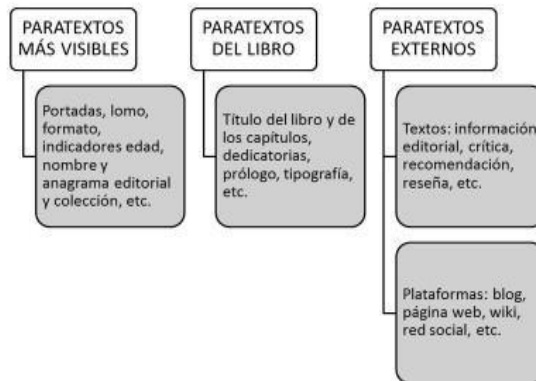 PARATEXTOS
MÁS VISIBLES
Portadas, lomo,
formato,
indicadores edad,
nombre y
anagrama editorial
y colección, etc.
PARATEXTOS
DEL LIBRO
Título del libro y de
los capítulos,
dedicatorias,
prólogo, tipografía,
etc.
PARATEXTOS
EXTERNOS
Textos: información
editorial, crítica,
recomendación,
reseña, etc.
Plataformas: blog,
página web, wiki,
red social, etc.